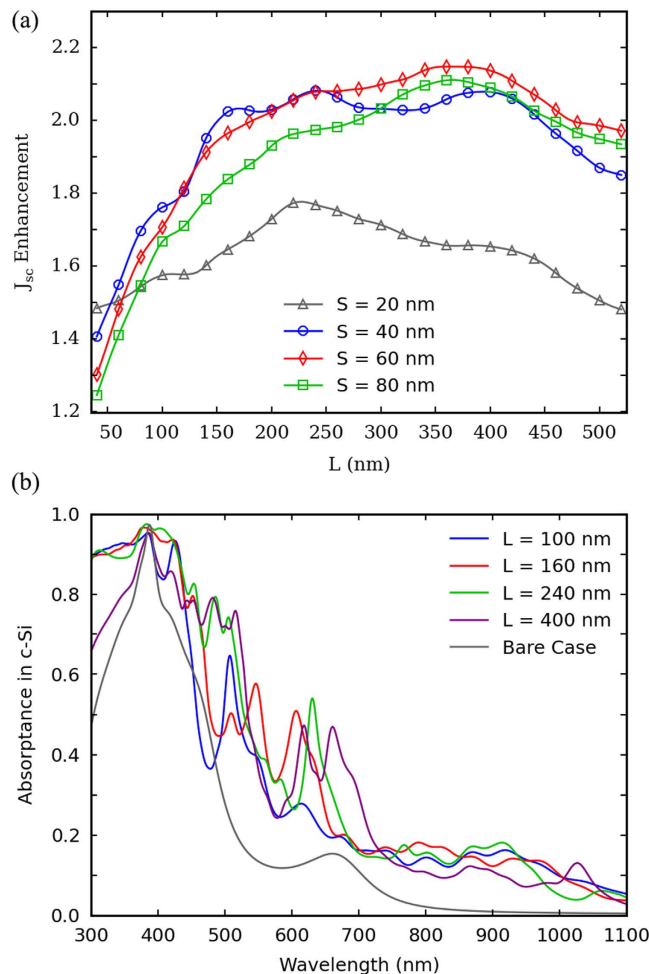 (a)
2.2
2.0
1.8
1.6
1.4
1.2
J_sc Enhancement
S = 20 nm
S = 40 nm
S = 60 nm
S = 80 nm
50 100 150 200 250 300 350 400 450 500
L (nm)
(b)
1.0
0.8
0.6
0.4
0.2
0.0
Absorptance in c-Si
L = 100 nm
L = 160 nm
L = 240 nm
L = 400 nm
Bare Case
300 400 500 600 700 800 900 1000 1100
Wavelength (nm)